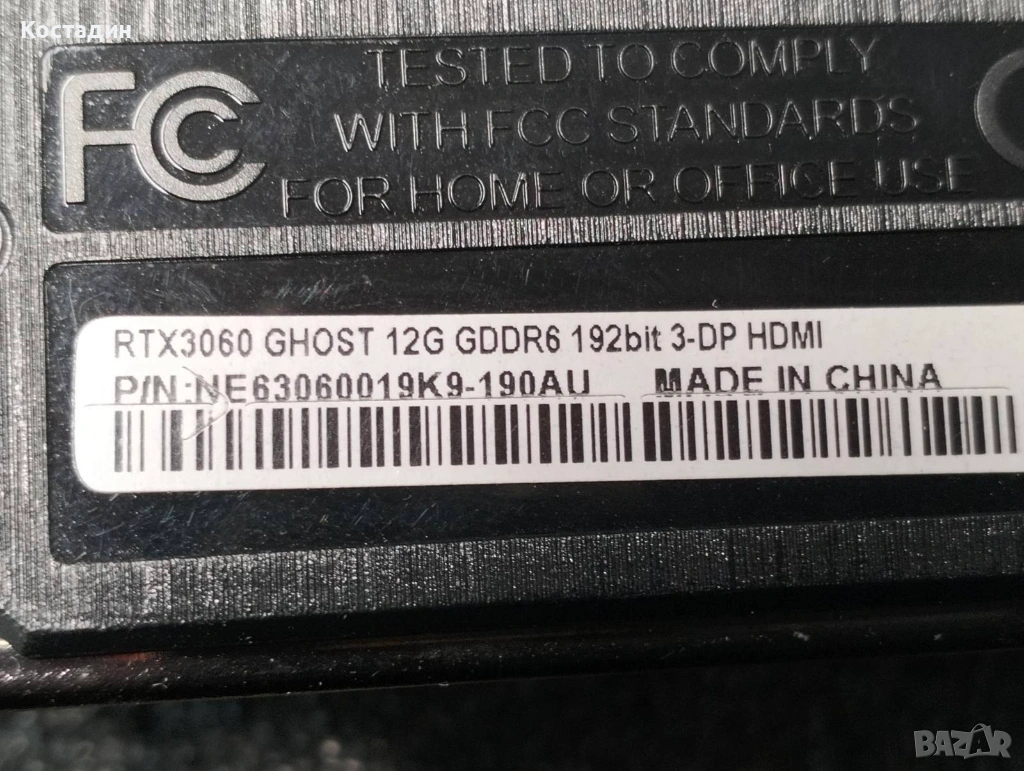 Костадин
FC
TESTED TO COMPLY
WITH FCC STANDARDS
FOR HOME OR OFFICE USE
RTX3060 GHOST 12G GDDR6 192bit 3-DP HDMI
P/N:NE63060019K9-190AU MADE IN CHINA
BAZAR